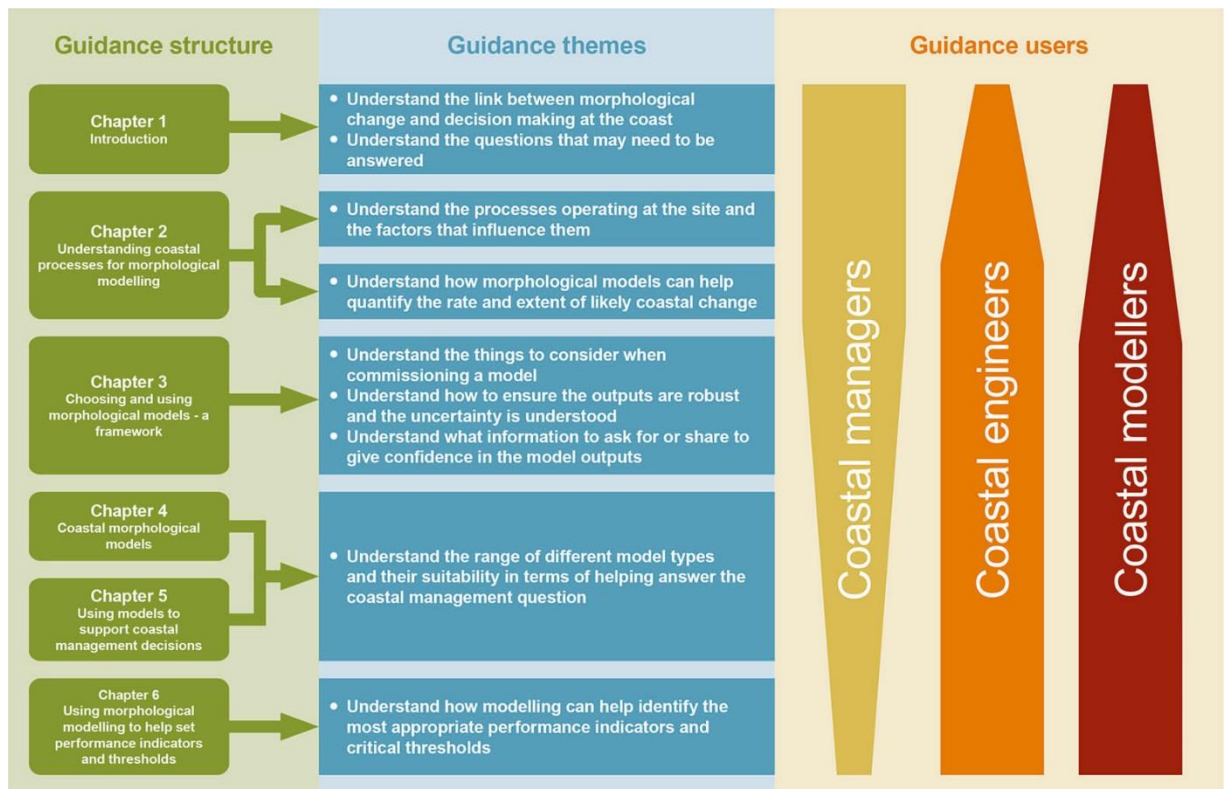 Guidance structure
Guidance themes
Guidance users
Chapter 1
Introduction
• Understand the link between morphological
change and decision making at the coast
• Understand the questions that may need to be
answered
Chapter 2
Understanding coastal
processes for morphological
modelling
• Understand the processes operating at the site and
the factors that influence them
• Understand how morphological models can help
quantify the rate and extent of likely coastal change
Chapter 3
Choosing and using
morphological models - a
framework
• Understand the things to consider when
commissioning a model
• Understand how to ensure the outputs are robust
and the uncertainty is understood
• Understand what information to ask for or share to
give confidence in the model outputs
Chapter 4
Coastal morphological
models
Chapter 5
Using models to
support coastal
management decisions
• Understand the range of different model types
and their suitability in terms of helping answer the
coastal management question
Chapter 6
Using morphological
modelling to help set
performance indicators
and thresholds
• Understand how modelling can help identify the
most appropriate performance indicators and
critical thresholds
Coastal managers
Coastal engineers
Coastal modellers